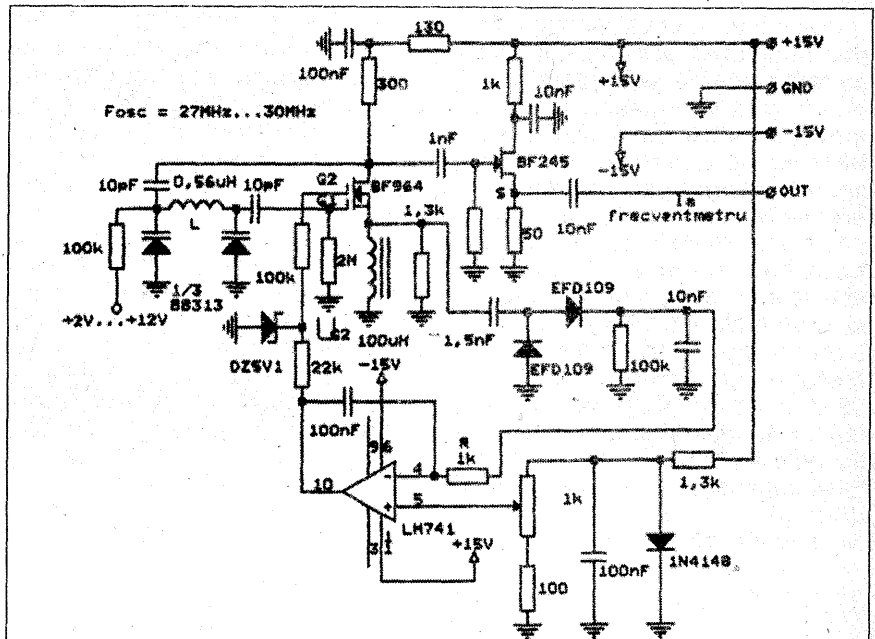 130
+15V
100nF
300
1k
10nF
+15V
GND
Fosc = 27MHz...30MHz
1nF
-15V
BF245
-15V
10pF
0,56uH
10pF
G2
BF964
S
OUT
G1
1,3k
la
frecventmetru
L
50
10nF
100k
100k
2M
1/3
BB313
EFD109
10nF
+2V...+12V
L
G2
100uH
1,5nF
DZ5V1
22k
-15V
EFD109
100k
100nF
R
1k
9
6
4
10
5
1k
1,3k
LM741
+15V
3
1
100
100nF
1N4148